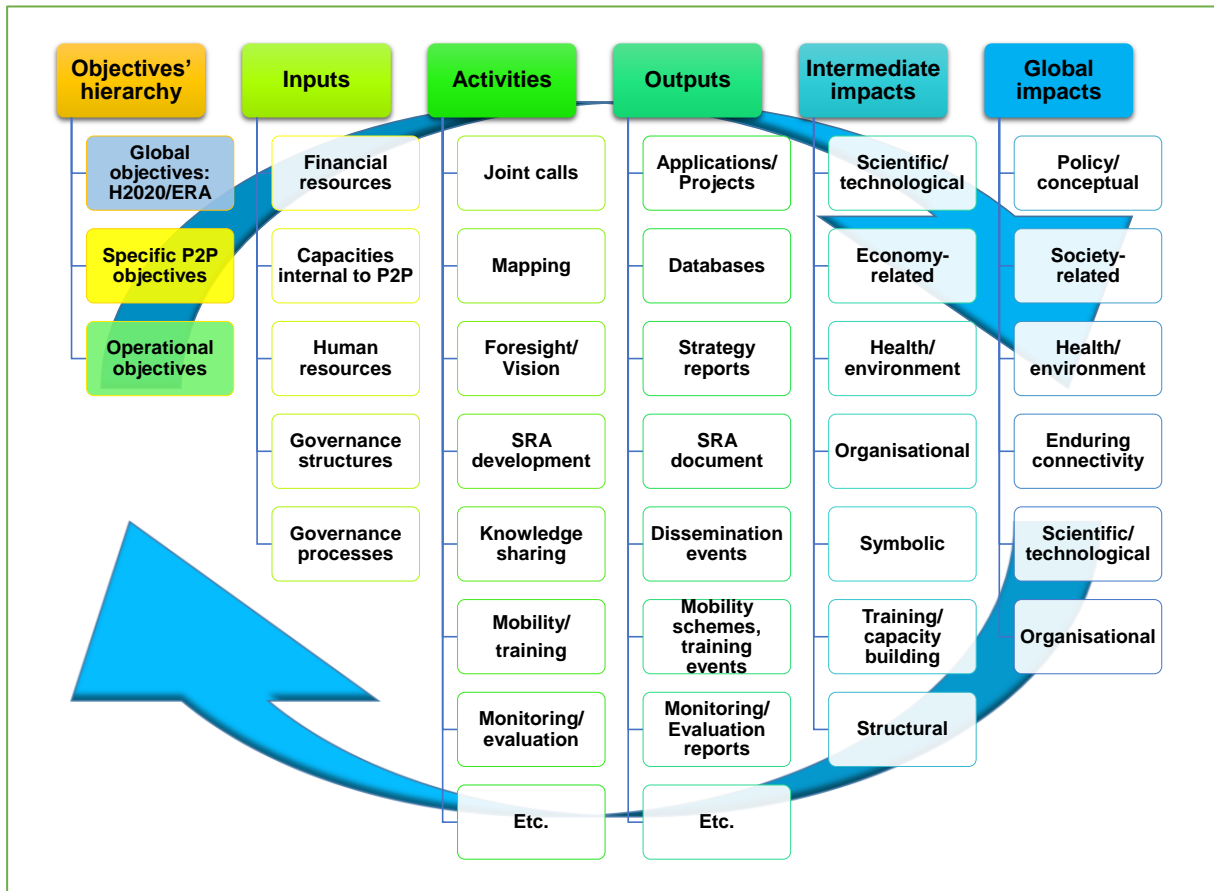 Objectives'
hierarchy
Global
objectives:
H2020/ERA
Specific P2P
objectives
Operational
objectives
Inputs
Financial
resources
Capacities
internal to P2P
Human
resources
Governance
structures
Governance
processes
Activities
Joint calls
Mapping
Foresight/
Vision
SRA
development
Knowledge
sharing
Mobility/
training
Monitoring/
evaluation
Etc.
Outputs
Applications/
Projects
Databases
Strategy
reports
SRA
document
Dissemination
events
Mobility
schemes,
training
events
Monitoring/
Evaluation
reports
Etc.
Intermediate
impacts
Scientific/
technological
Economy-
related
Health/
environment
Organisational
Symbolic
Training/
capacity
building
Structural
Global
impacts
Policy/
conceptual
Society-
related
Health/
environment
Enduring
connectivity
Scientific/
technological
Organisational